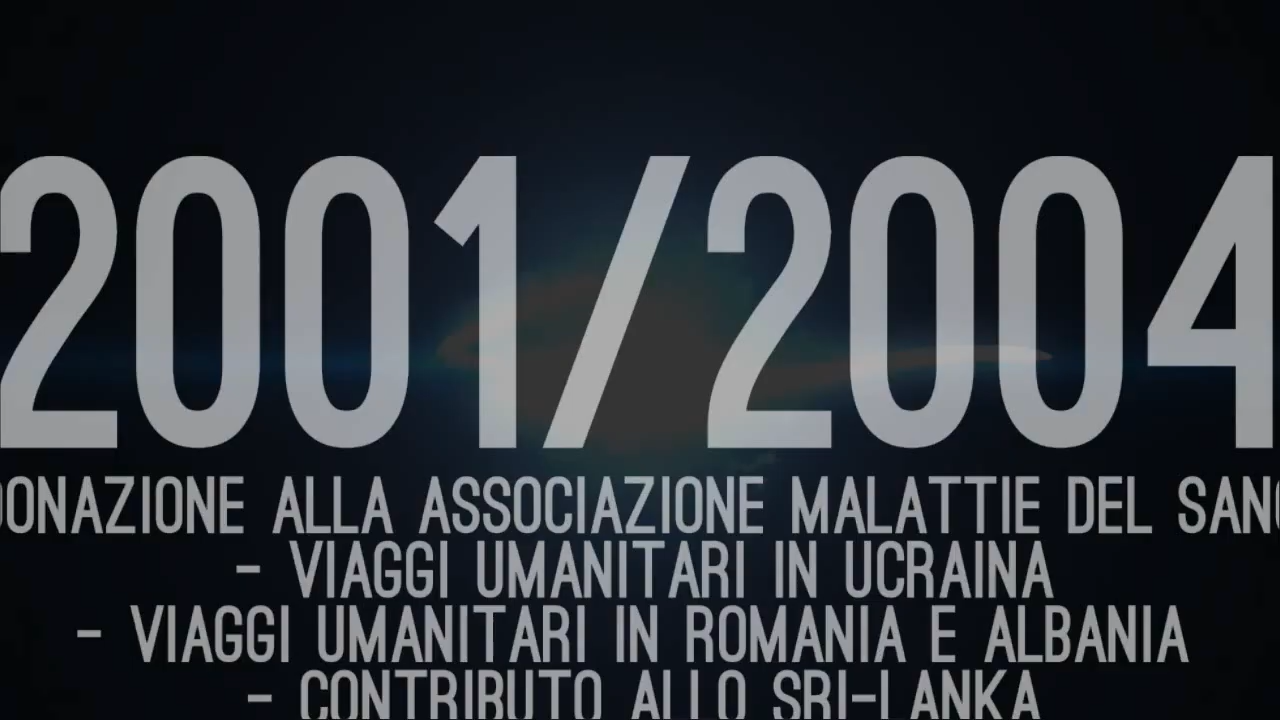 2001/2004
DONAZIONE ALLA ASSOCIAZIONE MALATTIE DEL
- VIAGGI UMANITARI IN UCRAINA
- VIAGGI UMANITARI IN ROMANIA E ALBANIA
- CONTRIBUTO ALLO SRI-LANKA